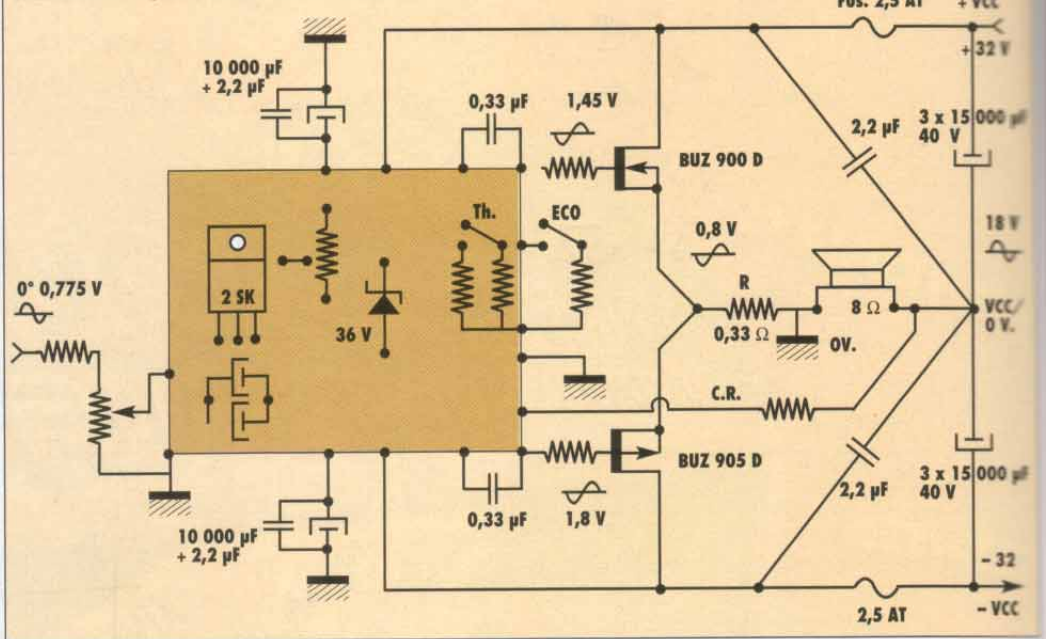 Fus. 2,5 AT
+ VCC
+ 32 V
10 000 µF
+ 2,2 µF
0,33 µF
1,45 V
2,2 µF
3 x 15 000 µF
40 V
BUZ 900 D
Th.
ECO
0,8 V
18 V
0° 0,775 V
2 SK
36 V
R
0,33 Ω
8 Ω
VCC/
0 V.
0V.
C.R.
BUZ 905 D
2,2 µF
3 x 15 000 µF
40 V
0,33 µF
1,8 V
10 000 µF
+ 2,2 µF
- 32
- VCC
2,5 AT